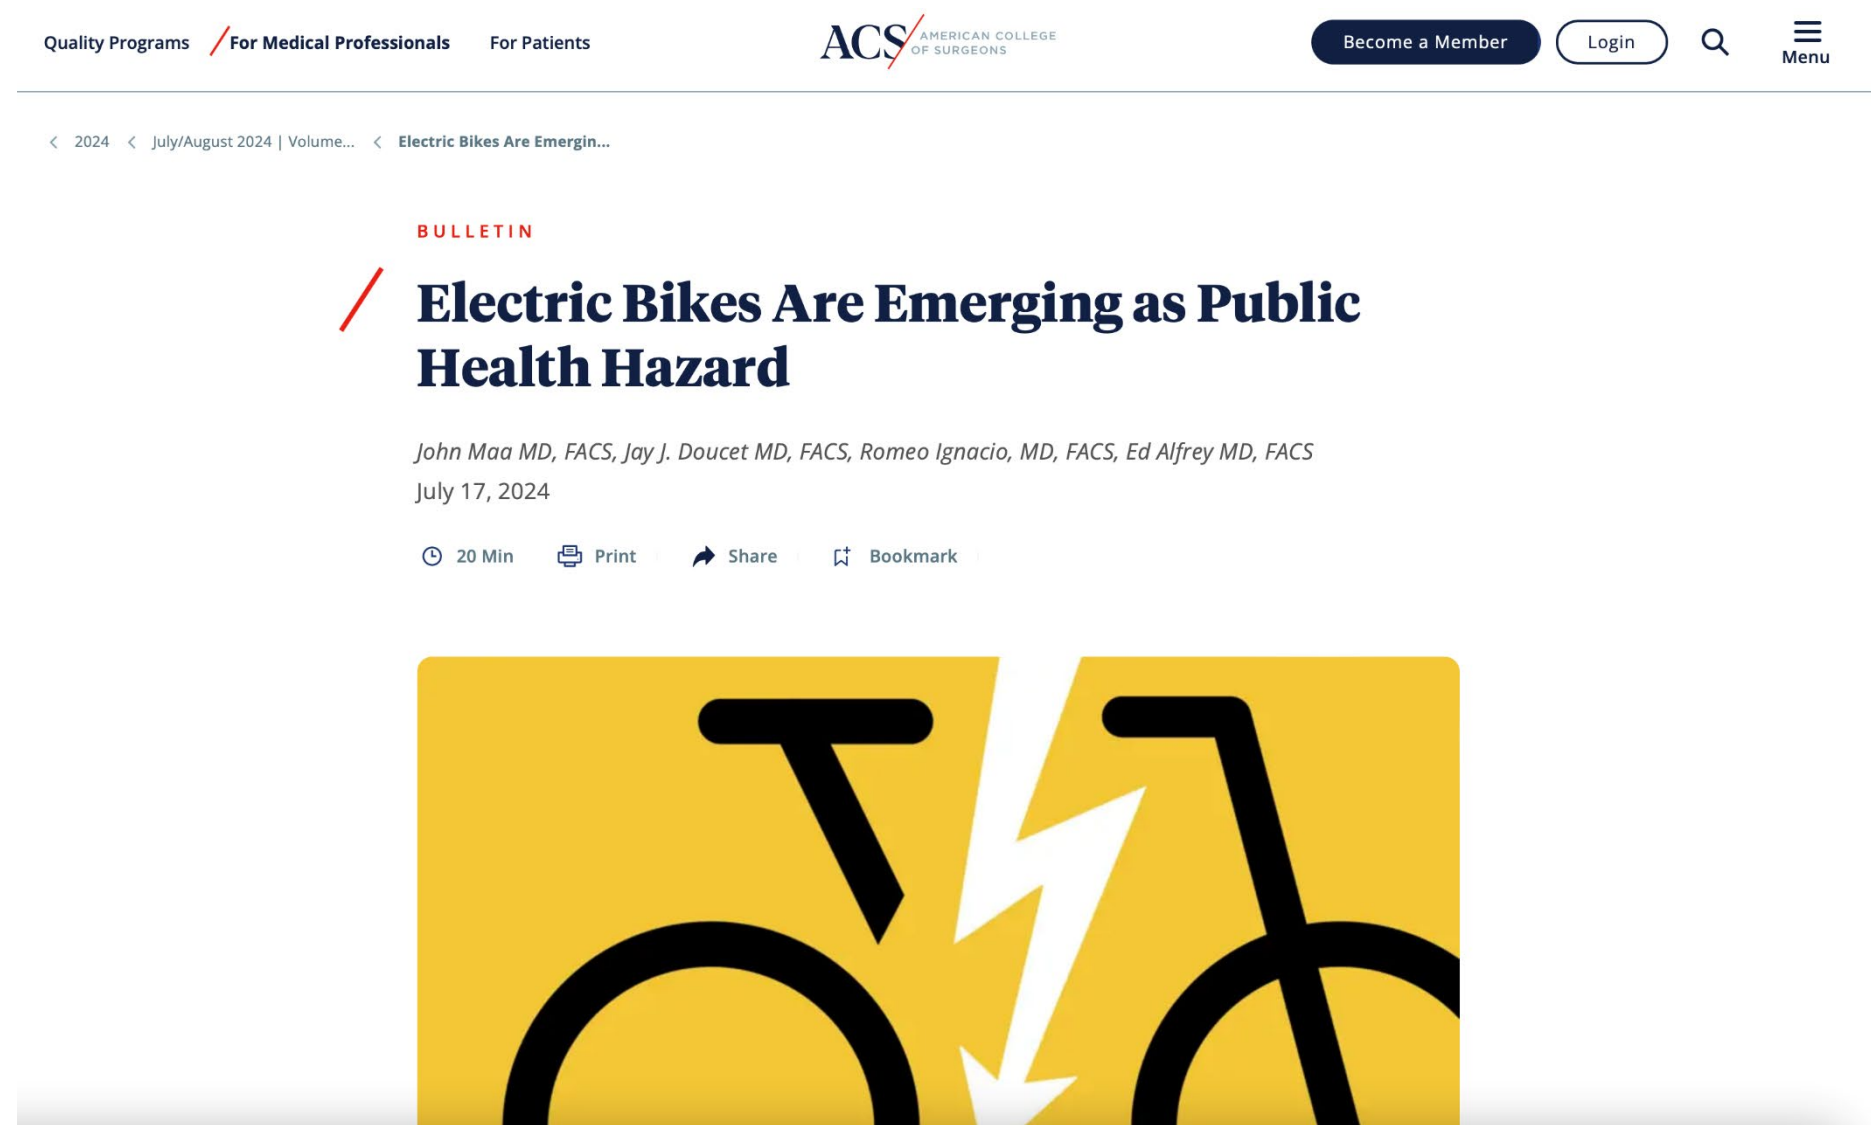 Quality Programs
For Medical Professionals
For Patients
ACS AMERICAN COLLEGE
OF SURGEONS
Become a Member
Login
Menu
2024
July/August 2024 | Volume...
Electric Bikes Are Emergin...
BULLETIN
Electric Bikes Are Emerging as Public
Health Hazard
John Maa MD, FACS, Jay J. Doucet MD, FACS, Romeo Ignacio, MD, FACS, Ed Alfrey MD, FACS
July 17, 2024
20 Min
Print
Share
Bookmark